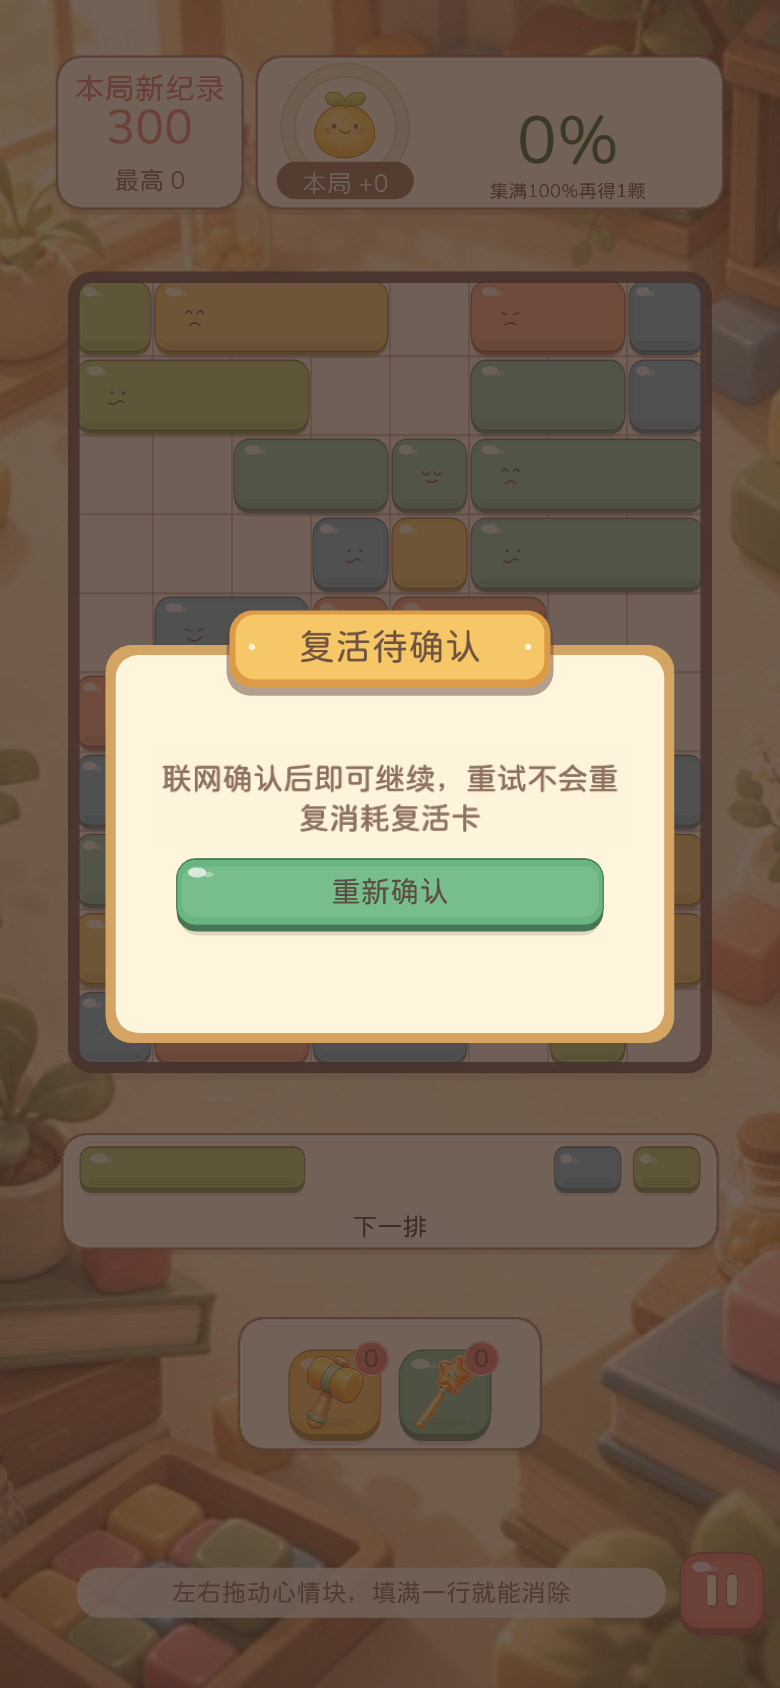 本局新纪录
300
最高 0
本局 +0
0%
集满100%再得1颗
复活待确认
联网确认后即可继续，重试不会重
复消耗复活卡
重新确认
下一排
0
0
左右拖动心情块，填满一行就能消除